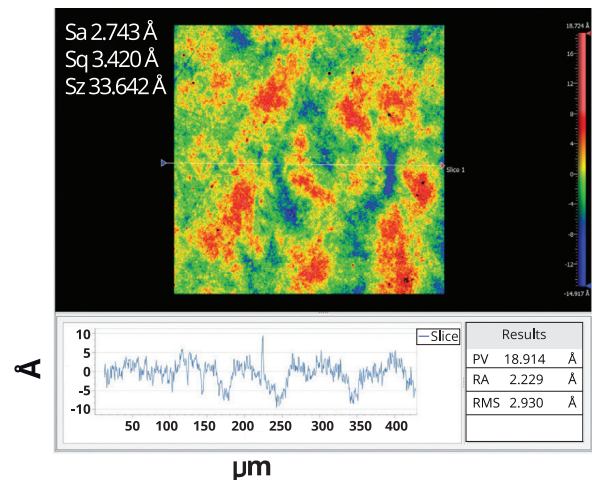 Sa 2.743 Å
Sq 3.420 Å
Sz 33.642 Å
18.724 Å
16-
12-
8-
4-
0-
-4-
-8-
-12-
-14.917 Å
Slice 1
Å
10
5
0
-5
-10
50 100 150 200 250 300 350 400
µm
Slice
Results
PV 18.914 Å
RA 2.229 Å
RMS 2.930 Å